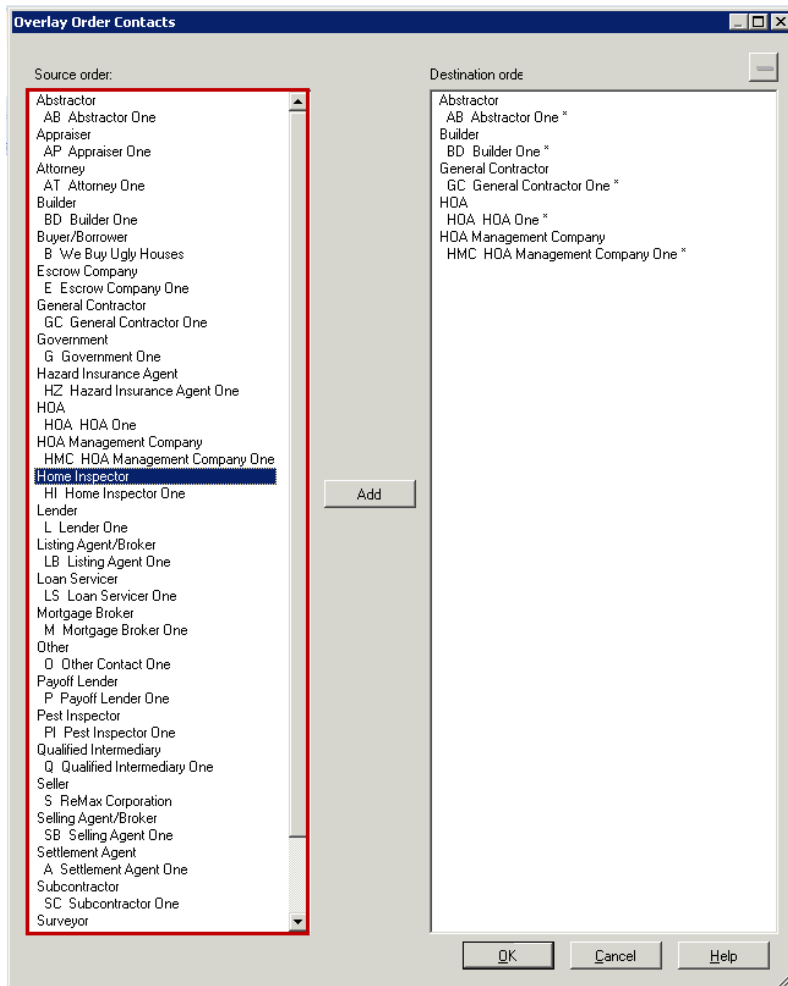 Overlay Order Contacts
Source order:
Abstractor
AB Abstractor One
Appraiser
AP Appraiser One
Attorney
AT Attorney One
Builder
BD Builder One
Buyer/Borrower
B We Buy Ugly Houses
Escrow Company
E Escrow Company One
General Contractor
GC General Contractor One
Government
G Government One
Hazard Insurance Agent
HZ Hazard Insurance Agent One
HOA
HOA HOA One
HOA Management Company
HMC HOA Management Company One
Home Inspector
HI Home Inspector One
Lender
L Lender One
Listing Agent/Broker
LB Listing Agent One
Loan Servicer
LS Loan Servicer One
Mortgage Broker
M Mortgage Broker One
Other
O Other Contact One
Payoff Lender
P Payoff Lender One
Pest Inspector
PI Pest Inspector One
Qualified Intermediary
Q Qualified Intermediary One
Seller
S ReMax Corporation
Selling Agent/Broker
SB Selling Agent One
Settlement Agent
A Settlement Agent One
Subcontractor
SC Subcontractor One
Surveyor
Add
Destination orde
Abstractor
AB Abstractor One *
Builder
BD Builder One *
General Contractor
GC General Contractor One *
HOA
HOA HOA One *
HOA Management Company
HMC HOA Management Company One *
OK
Cancel
Help